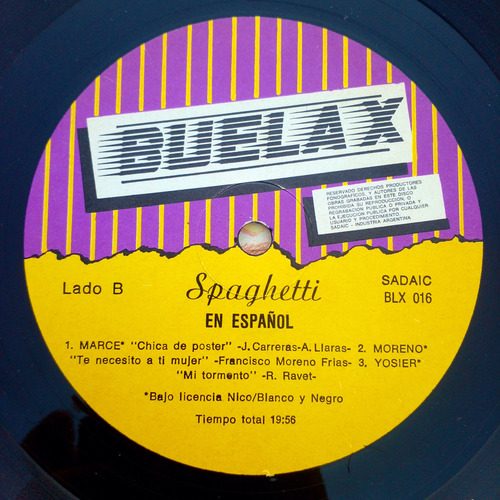 BUELAX
RESERVADO DERECHOS PRODUCTORES
FONOGRAFICOS, Y AUTORES DE LAS
OBRAS GRABADAS EN ESTE DISCO
PROHIBIDA SU REPRODUCCION, O
REGRABACION PUBLICA O PRIVADA Y
LA EJECUCION PUBLICA POR CUALQUIER
USUARIO Y PROCEDIMIENTO.
SADAIC - INDUSTRIA ARGENTINA
Lado B
Spaghetti
EN ESPAÑOL
SADAIC
BLX 016
1. MARCE* "Chica de poster" -J. Carreras-A. Llaras- 2. MORENO*
"Te necesito a ti mujer" -Francisco Moreno Frias- 3. YOSIER*
"Mi tormento" -R. Ravet-
*Bajo licencia Nico/Blanco y Negro
Tiempo total 19:56